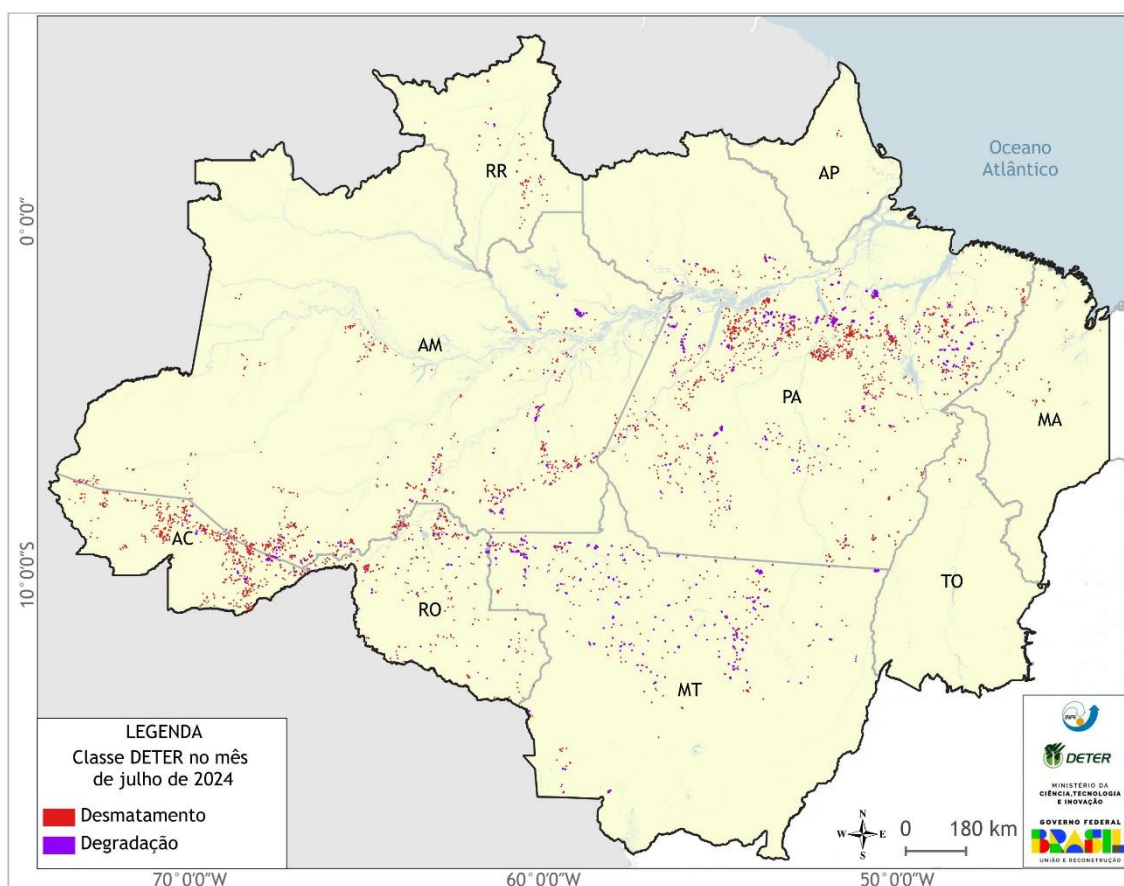 Oceano
Atlântico
RR
AP
AM
PA
MA
AC
RO
TO
MT
0°0'0"
10°0'0"S
LEGENDA
Classe DETER no mês
de julho de 2024
Desmatamento
Degradação
N
W E
S
0 180 km
INPE
DETER
MINISTÉRIO DA
CIÊNCIA, TECNOLOGIA
E INOVAÇÃO
GOVERNO FEDERAL
BRASIL
UNIÃO E RECONSTRUÇÃO
70°0'0"W 60°0'0"W 50°0'0"W